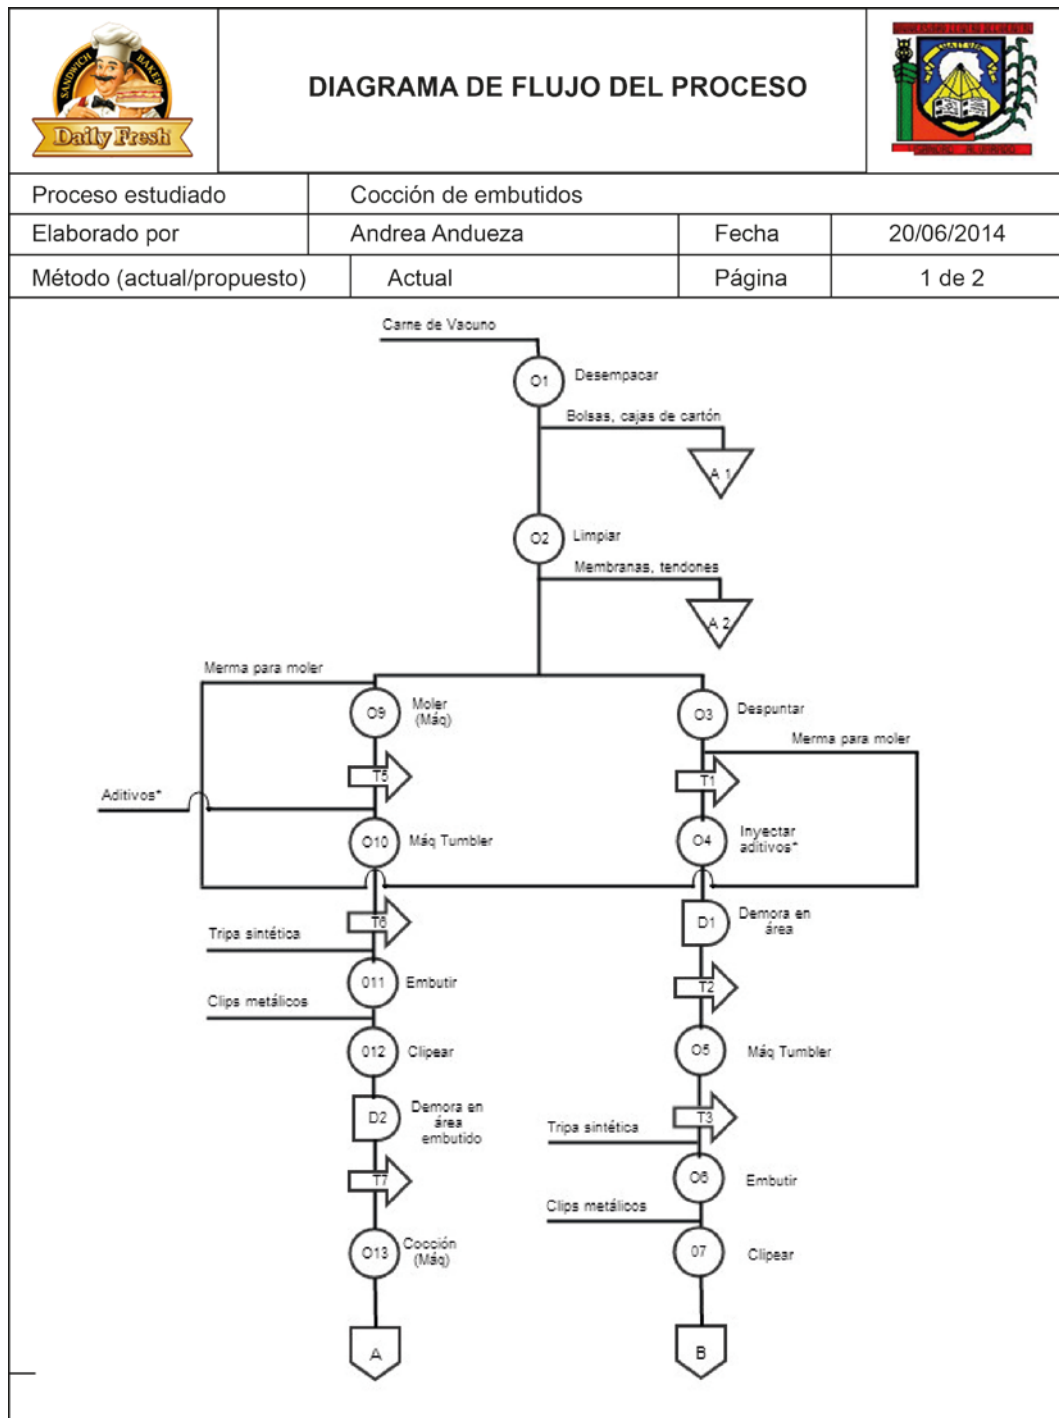 SANDWICH BAKER
Daily Fresh
DIAGRAMA DE FLUJO DEL PROCESO
LISANDRO ALVARADO
Proceso estudiado
Cocción de embutidos
Elaborado por
Andrea Andueza
Fecha
20/06/2014
Método (actual/propuesto)
Actual
Página
1 de 2
Carne de Vacuno
O1
Desempacar
Bolsas, cajas de cartón
A 1
O2
Limpiar
Membranas, tendones
A 2
Merma para moler
O9
Moler
(Máq)
O3
Despuntar
Merma para moler
T5
T1
Aditivos*
O10
Máq Tumbler
O4
Inyectar
aditivos*
T6
D1
Demora en
área
Tripa sintética
011
Embutir
T2
Clips metálicos
012
Clipear
O5
Máq Tumbler
D2
Demora en
área
embutido
T3
Tripa sintética
T7
O6
Embutir
Clips metálicos
O13
Cocción
(Máq)
07
Clipear
A
B